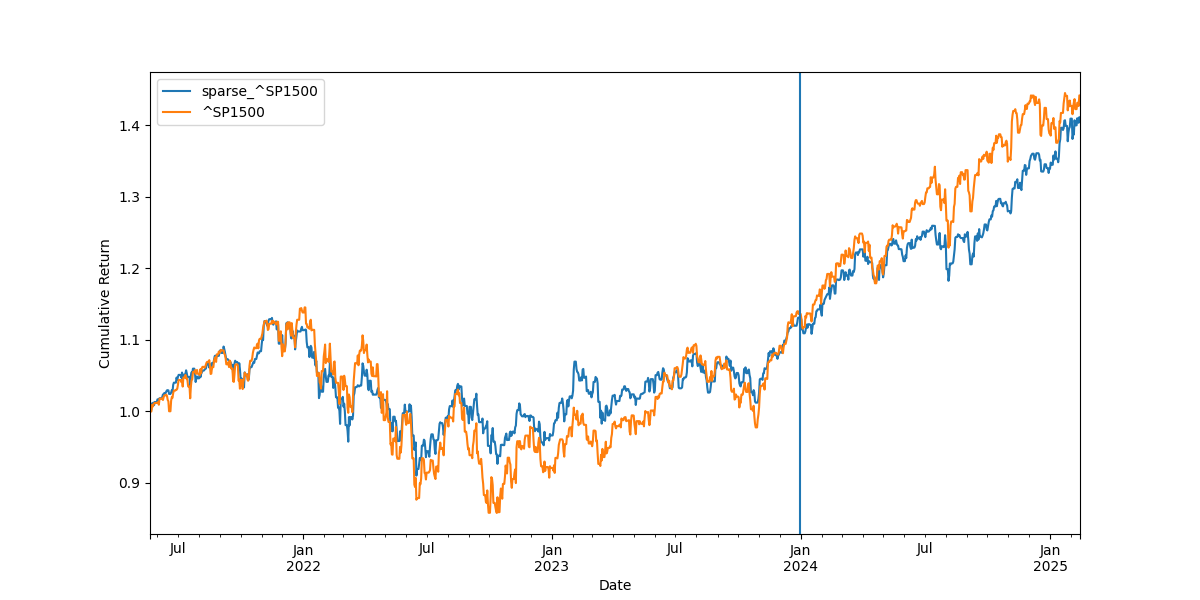 sparse_^SP1500
^SP1500
1.4
1.3
1.2
1.1
1.0
0.9
Cumulative Return
Jul
Jan
2022
Jul
Jan
2023
Jul
Jan
2024
Jul
Jan
2025
Date